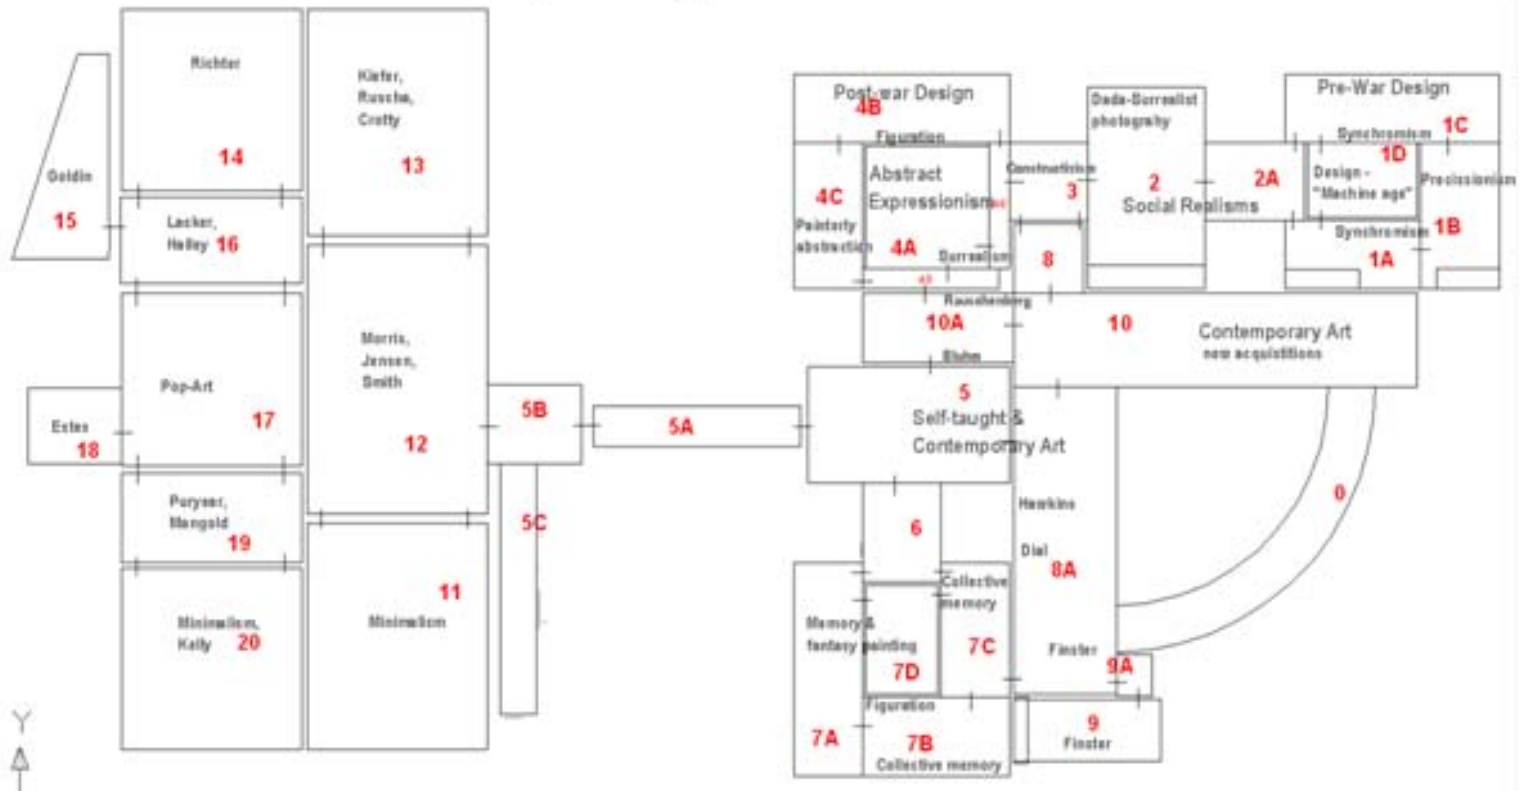 Richter
14
Kiefer,
Ruscha,
Crotty
13
Goldin
15
Lasker,
Halley 16
Pop-Art
17
Estes
18
Morris,
Jensen,
Smith
12
5B
5A
5C
Puryear,
Mangold
19
Minimalism,
Kelly 20
11
Minimalism
Post-war Design
4B
Figuration
4C
Painterly
abstraction
Abstract
Expressionism
4A
Surrealism
Constructivism
3
Dada-Surrealist
photograhy
2
Social Realisms
2A
Pre-War Design
Synchromism 1C
1D
Design -
"Machine age"
Precissionism
Synchromism 1B
1A
8
Rauschenberg
10A
Bluhm
10
Contemporary Art
new acquistitions
5
Self-taught &
Contemporary Art
0
6
Hawkins
Dial
8A
Finster
9A
9
Finster
Collective
memory
7C
Memory &
fantasy painting
7D
Figuration
7A
7B
Collective memory
Y